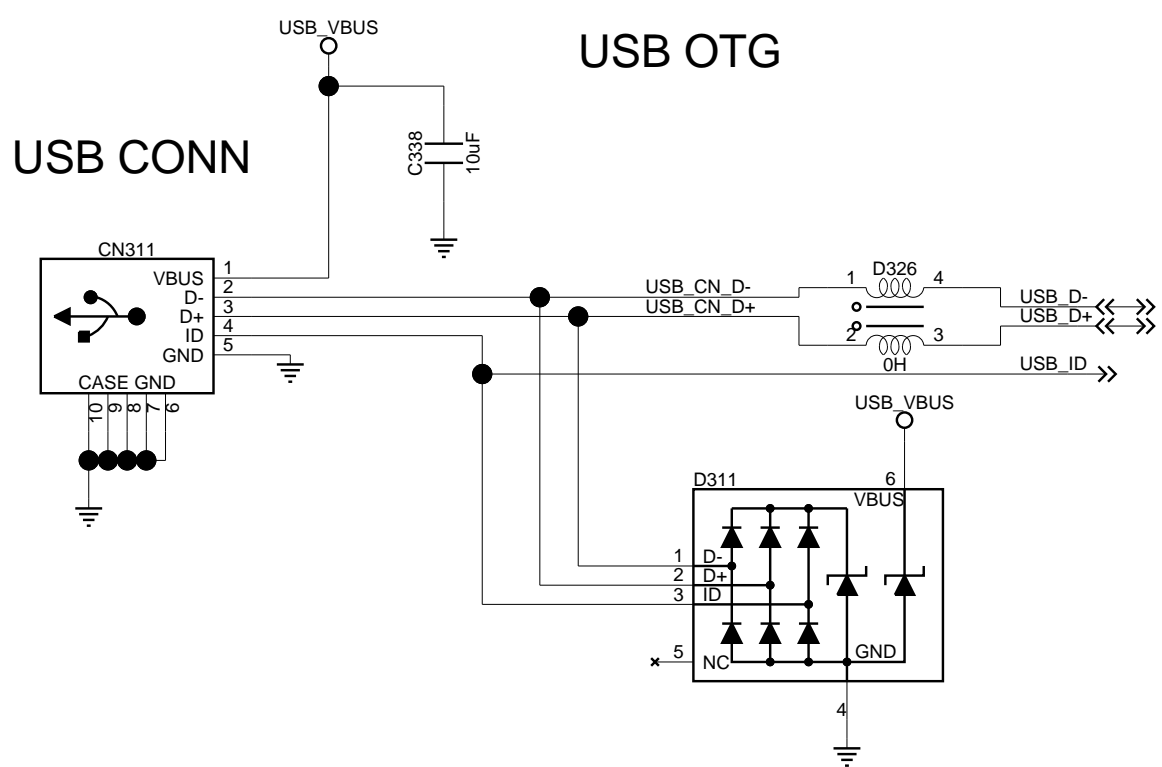 USB_VBUS
USB OTG
USB CONN
C338
10uF
CN311
VBUS 1
D- 2
D+ 3
ID 4
GND 5
CASE GND
10 9 8 7 6
USB_CN_D-
USB_CN_D+
1 D326 4
2 0H 3
USB_D-
USB_D+
USB_ID
USB_VBUS
D311 6
VBUS
1 D-
2 D+
3 ID
GND
5 NC
4